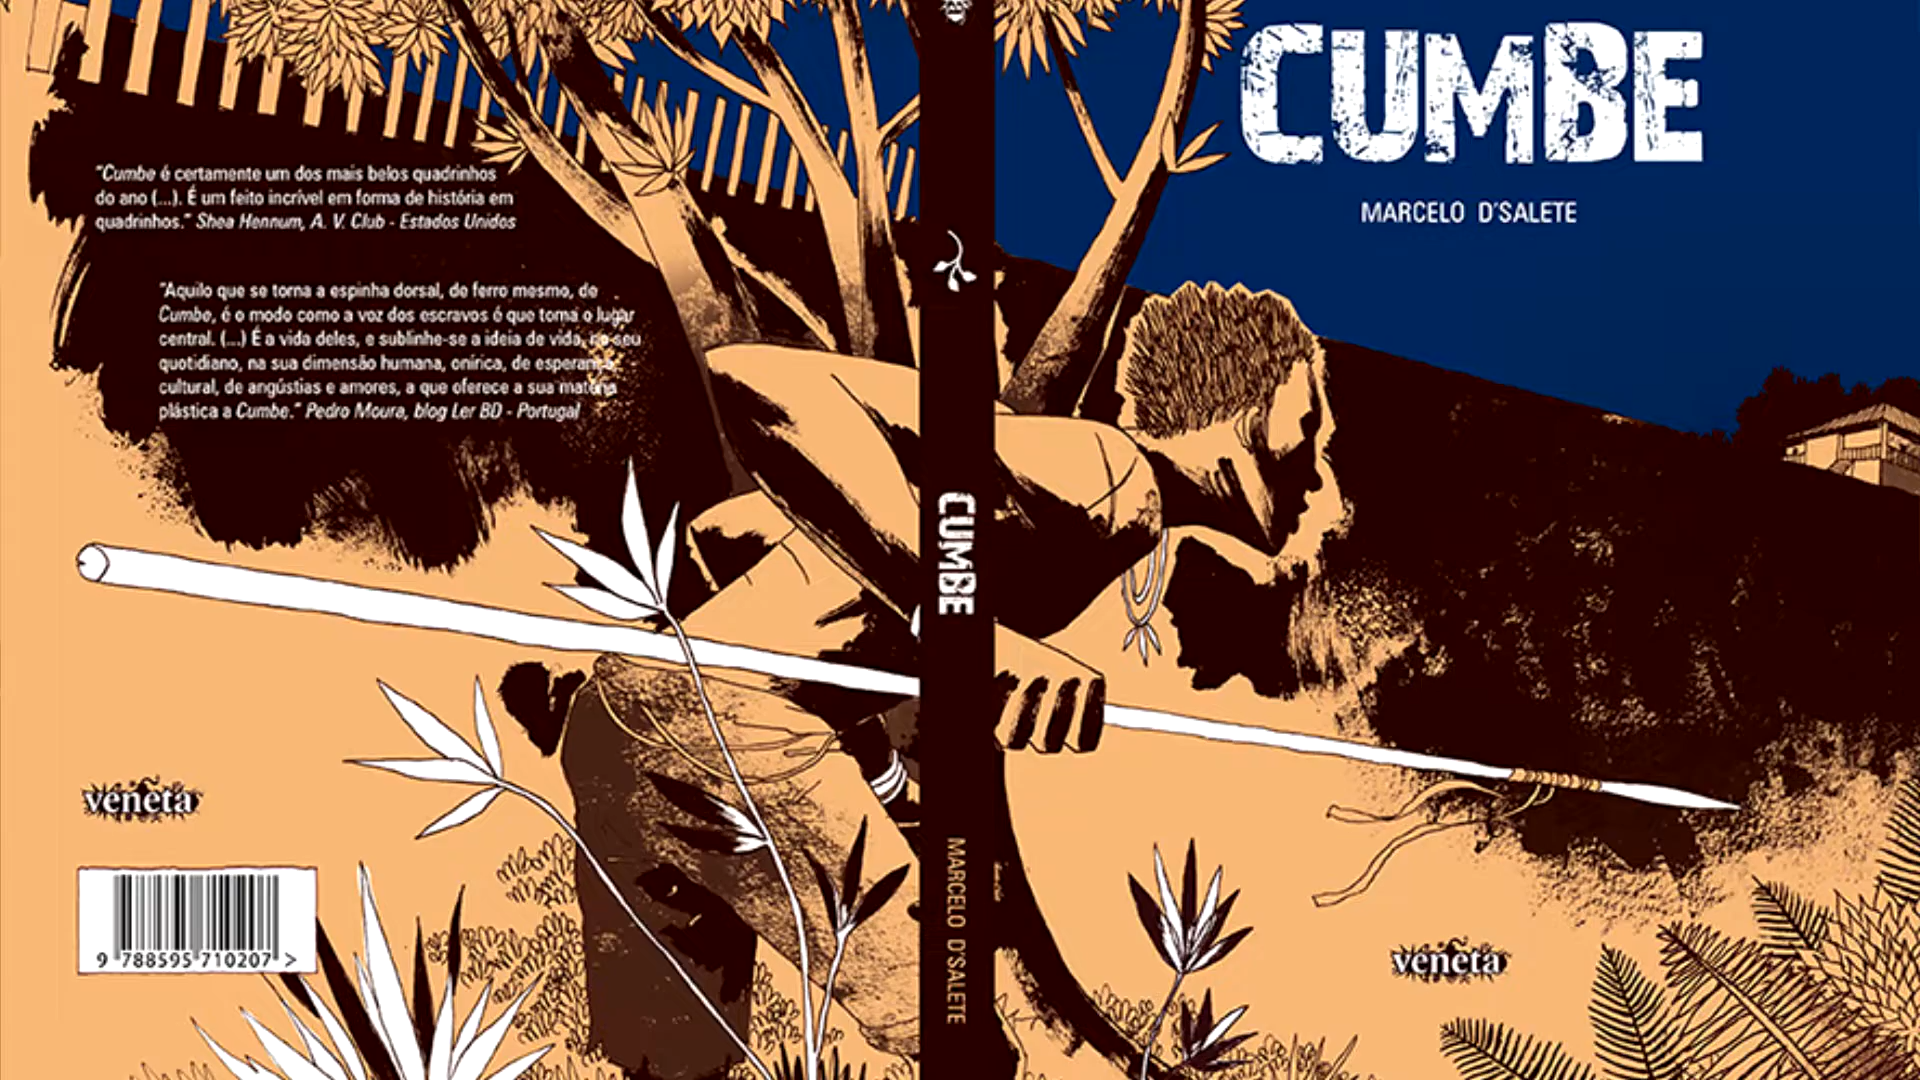 "Cumbe é certamente um dos mais belos quadrinhos
do ano (...). É um feito incrível em forma de história em
quadrinhos." Shea Hennum, A. V. Club - Estados Unidos
"Aquilo que se torna a espinha dorsal, de ferro mesmo, de
Cumbe, é o modo como a voz dos escravos é que toma o lugar
central. (...) É a vida deles, e sublinhe-se a ideia de vida, no seu
quotidiano, na sua dimensão humana, onírica, de esperança
cultural, de angústias e amores, a que oferece a sua matéria
plástica a Cumbe." Pedro Moura, blog Ler BD - Portugal
veneta
9 788595 710207 >
CUMBE
MARCELO D'SALETE
CUMBE
MARCELO D'SALETE
veneta